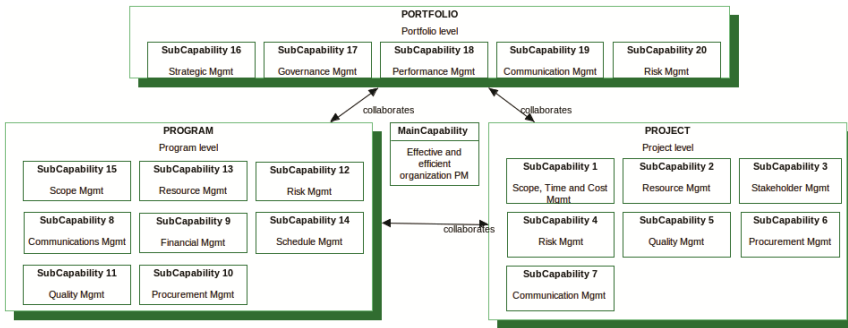 PORTFOLIO
Portfolio level
SubCapability 16
Strategic Mgmt
SubCapability 17
Governance Mgmt
SubCapability 18
Performance Mgmt
SubCapability 19
Communication Mgmt
SubCapability 20
Risk Mgmt
collaborates
collaborates
PROGRAM
Program level
SubCapability 15
Scope Mgmt
SubCapability 13
Resource Mgmt
SubCapability 12
Risk Mgmt
SubCapability 8
Communications Mgmt
SubCapability 9
Financial Mgmt
SubCapability 14
Schedule Mgmt
SubCapability 11
Quality Mgmt
SubCapability 10
Procurement Mgmt
MainCapability
Effective and
efficient
organization PM
collaborates
PROJECT
Project level
SubCapability 1
Scope, Time and Cost
Mgmt
SubCapability 2
Resource Mgmt
SubCapability 3
Stakeholder Mgmt
SubCapability 4
Risk Mgmt
SubCapability 5
Quality Mgmt
SubCapability 6
Procurement Mgmt
SubCapability 7
Communication Mgmt